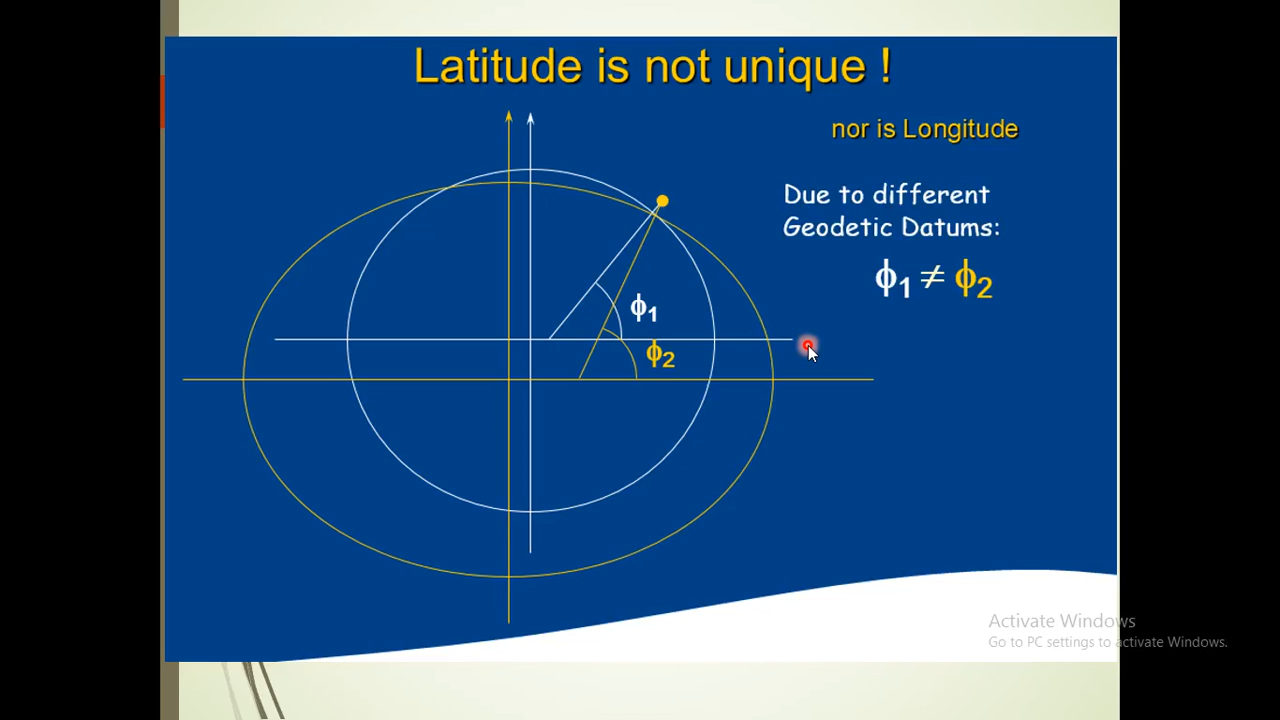 Latitude is not unique !
nor is Longitude
Due to different
Geodetic Datums:
ϕ1 ≠ ϕ2
ϕ1
ϕ2
Activate Windows
Go to PC settings to activate Windows.